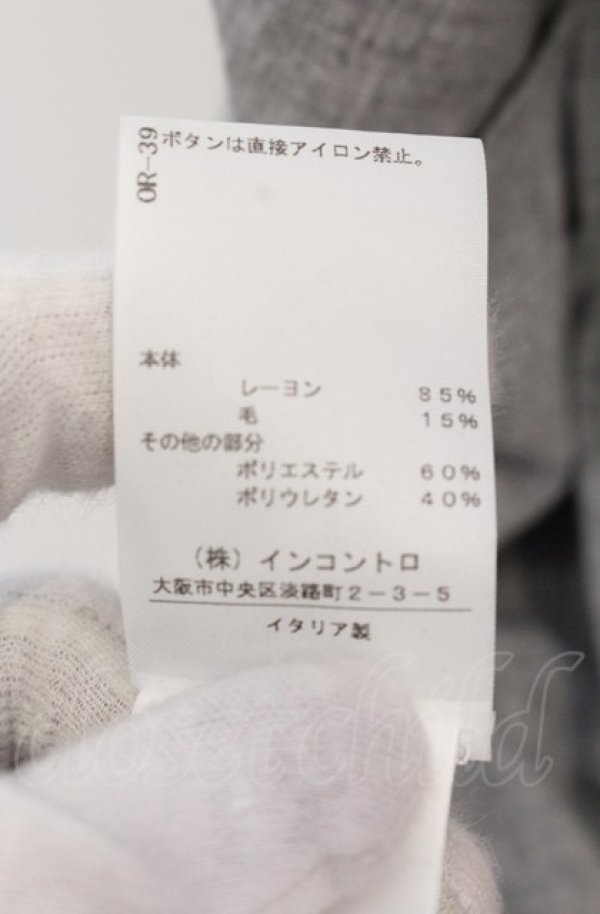 OR-39
ボタンは直接アイロン禁止。
本体
レーヨン 85%
毛 15%
その他の部分
ポリエステル 60%
ポリウレタン 40%
(株)インコントロ
大阪市中央区淡路町2-3-5
イタリア製
closet child